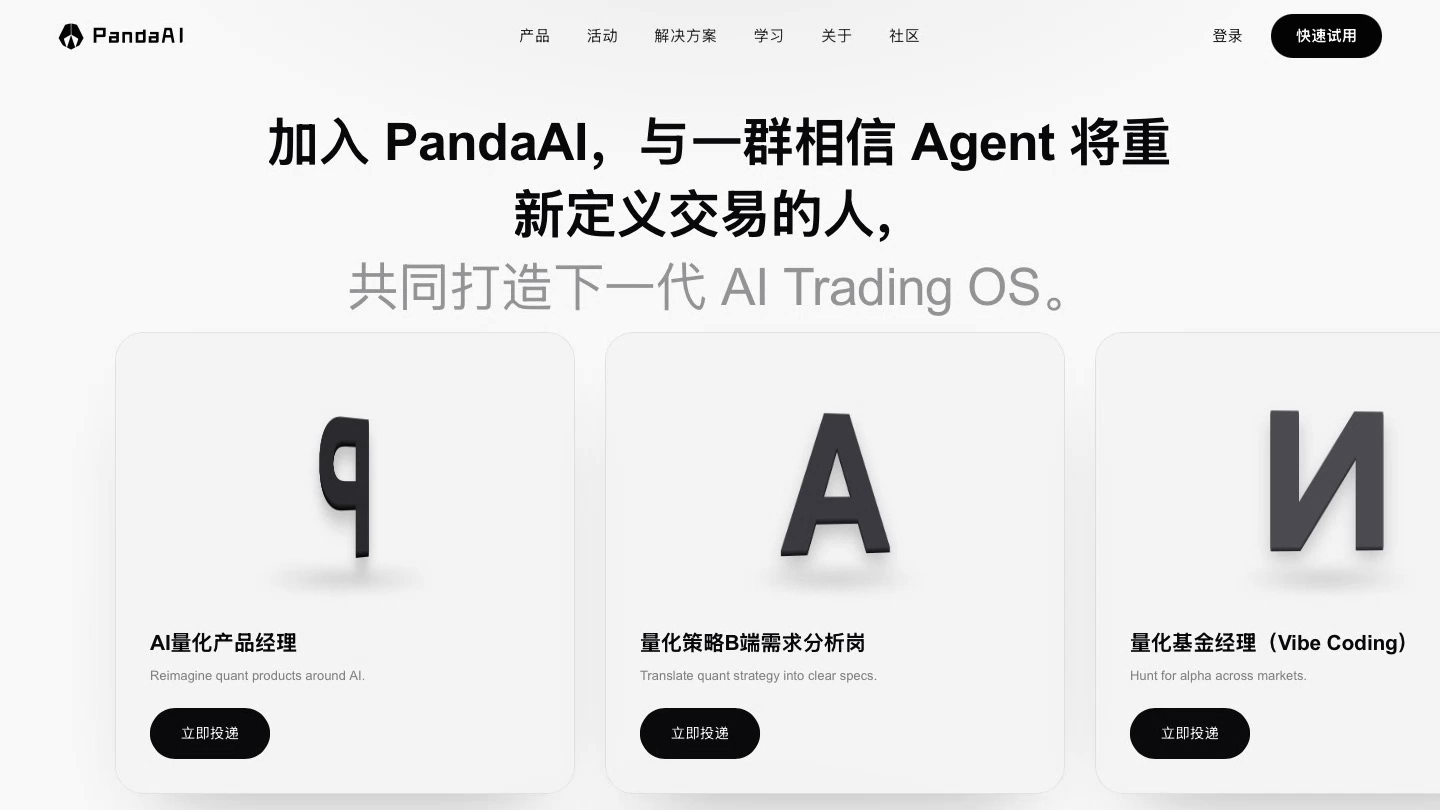 PandaAI
产品 活动 解决方案 学习 关于 社区
登录 快速试用
加入 PandaAI，与一群相信 Agent 将重
新定义交易的人，
共同打造下一代 AI Trading OS。
P
A
N
AI量化产品经理
Reimagine quant products around AI.
立即投递
量化策略B端需求分析岗
Translate quant strategy into clear specs.
立即投递
量化基金经理（Vibe Coding）
Hunt for alpha across markets.
立即投递